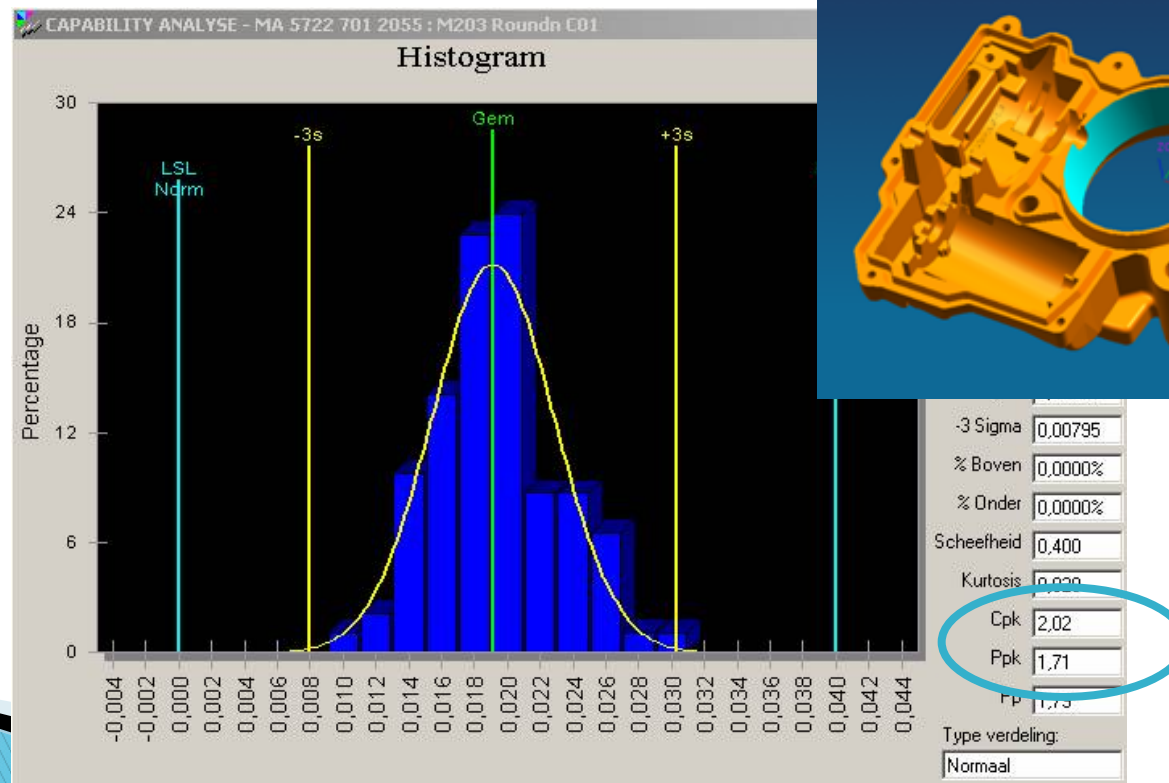 CAPABILITY ANALYSE - MA 5722 701 2055 : M203 Roundn C01
Histogram
30
24
18
12
6
0
Percentage
LSL
Norm
-3s
Gem
+3s
-0,004
-0,002
0,000
0,002
0,004
0,006
0,008
0,010
0,012
0,014
0,016
0,018
0,020
0,022
0,024
0,026
0,028
0,030
0,032
0,034
0,036
0,038
0,040
0,042
0,044
-3 Sigma 0,00795
% Boven 0,0000%
% Onder 0,0000%
Scheefheid 0,400
Kurtosis
Cpk 2,02
Ppk 1,71
Pp
Type verdeling:
Normaal